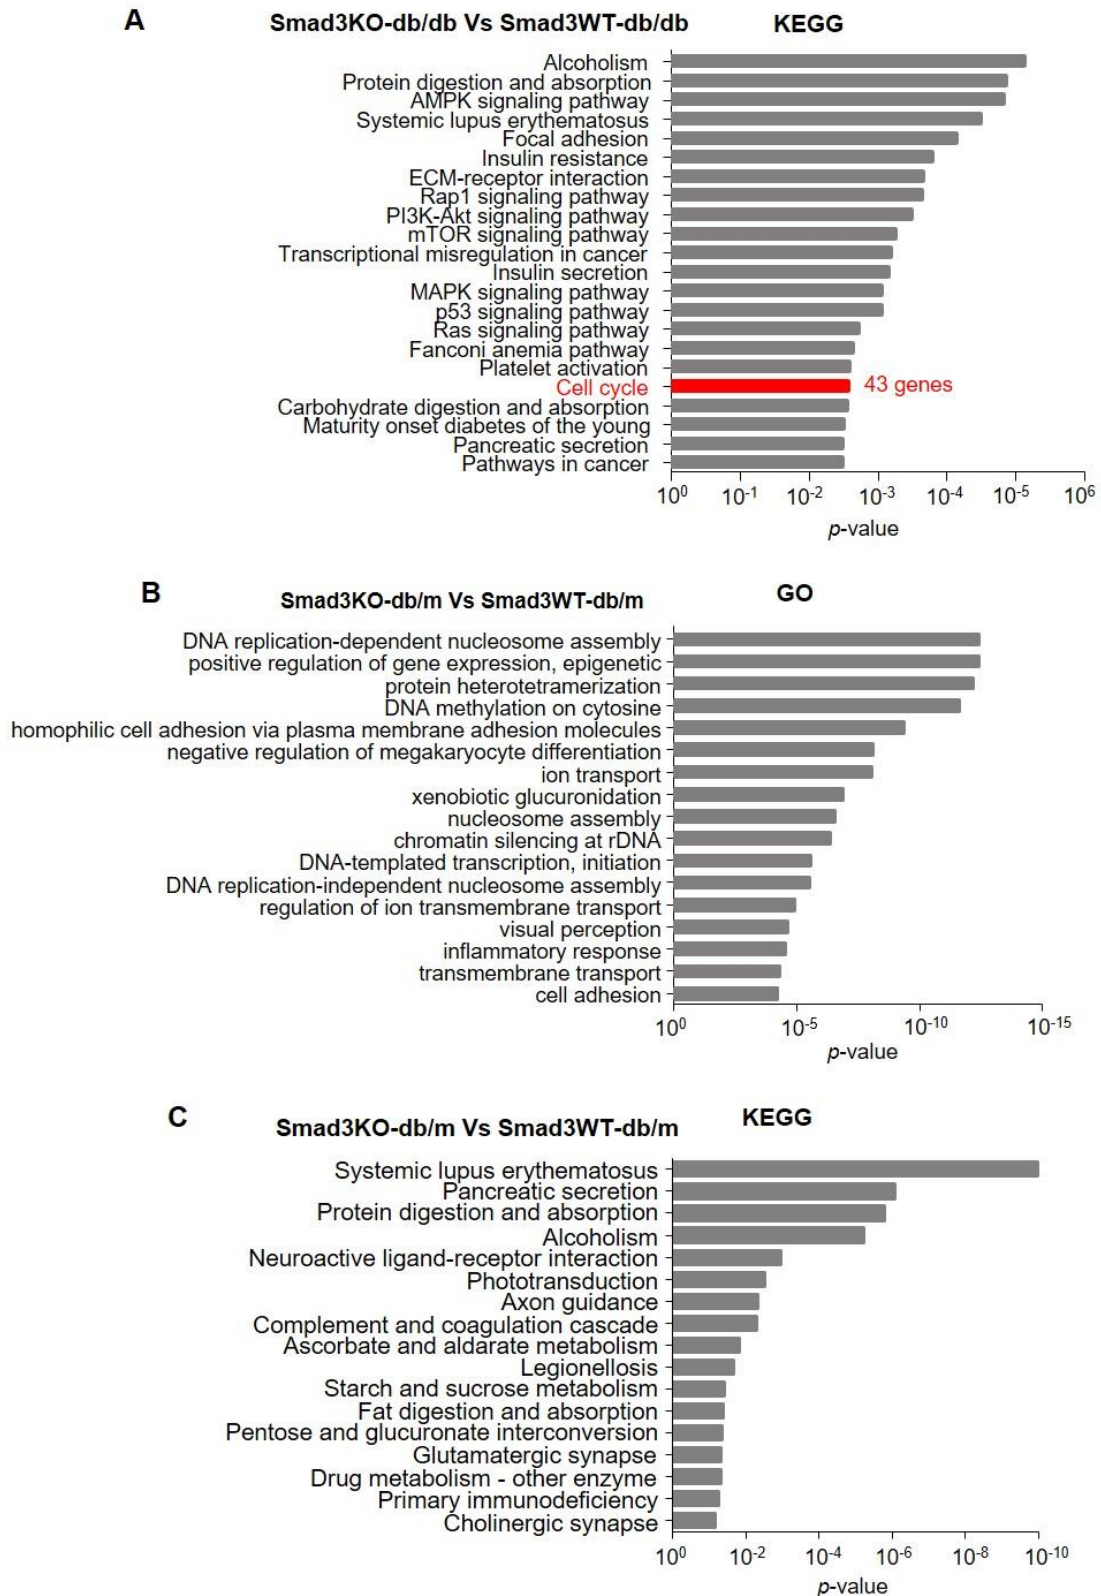 A
Smad3KO-db/db Vs Smad3WT-db/db KEGG
Alcoholism
Protein digestion and absorption
AMPK signaling pathway
Systemic lupus erythematosus
Focal adhesion
Insulin resistance
ECM-receptor interaction
Rap1 signaling pathway
PI3K-Akt signaling pathway
mTOR signaling pathway
Transcriptional misregulation in cancer
Insulin secretion
MAPK signaling pathway
p53 signaling pathway
Ras signaling pathway
Fanconi anemia pathway
Platelet activation
Cell cycle 43 genes
Carbohydrate digestion and absorption
Maturity onset diabetes of the young
Pancreatic secretion
Pathways in cancer
10⁰ 10⁻¹ 10⁻² 10⁻³ 10⁻⁴ 10⁻⁵ 10⁶
p-value
B
Smad3KO-db/m Vs Smad3WT-db/m GO
DNA replication-dependent nucleosome assembly
positive regulation of gene expression, epigenetic
protein heterotetramerization
DNA methylation on cytosine
homophilic cell adhesion via plasma membrane adhesion molecules
negative regulation of megakaryocyte differentiation
ion transport
xenobiotic glucuronidation
nucleosome assembly
chromatin silencing at rDNA
DNA-templated transcription, initiation
DNA replication-independent nucleosome assembly
regulation of ion transmembrane transport
visual perception
inflammatory response
transmembrane transport
cell adhesion
10⁰ 10⁻⁵ 10⁻¹⁰ 10⁻¹⁵
p-value
C
Smad3KO-db/m Vs Smad3WT-db/m KEGG
Systemic lupus erythematosus
Pancreatic secretion
Protein digestion and absorption
Alcoholism
Neuroactive ligand-receptor interaction
Phototransduction
Axon guidance
Complement and coagulation cascade
Ascorbate and aldarate metabolism
Legionellosis
Starch and sucrose metabolism
Fat digestion and absorption
Pentose and glucuronate interconversion
Glutamatergic synapse
Drug metabolism - other enzyme
Primary immunodeficiency
Cholinergic synapse
10⁰ 10⁻² 10⁻⁴ 10⁻⁶ 10⁻⁸ 10⁻¹⁰
p-value